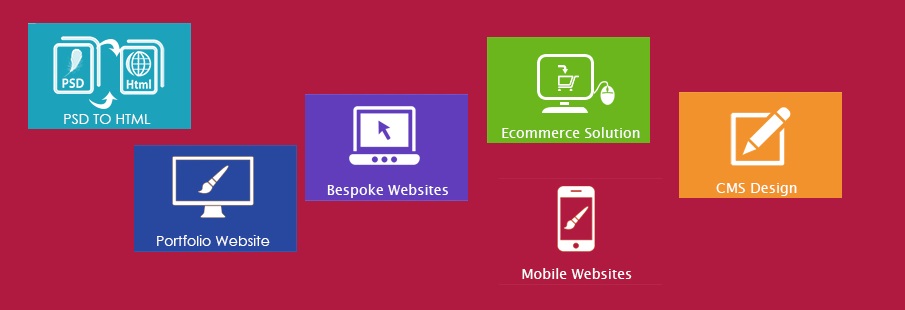 PSD
Html
PSD TO HTML
Portfolio Website
Bespoke Websites
Ecommerce Solution
Mobile Websites
CMS Design